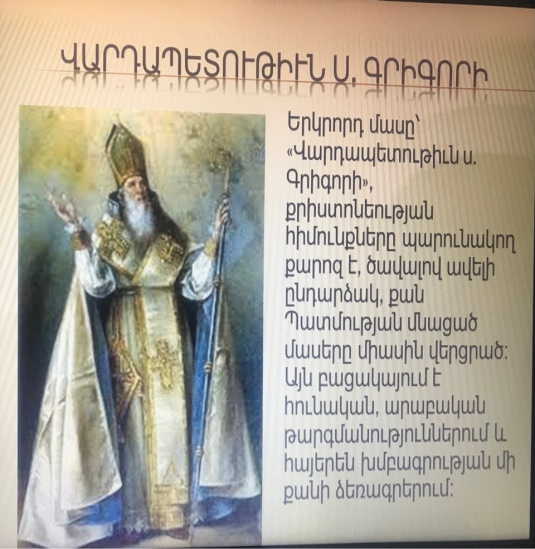 ՎԱՐԴԱՊԵՏՈՒԹԻՒՆ Ս. ԳՐԻԳՈՐԻ
Երկրորդ մասը՝
«Վարդապետութիւն ս.
Գրիգորի»,
քրիստոնեության
հիմունքները պարունակող
քարոզ է, ծավալով ավելի
ընդարձակ, քան
Պատմության մնացած
մասերը միասին վերցրած:
Այն բացակայում է
հունական, արաբական
թարգմանություններում և
հայերեն խմբագրության մի
քանի ձեռագրերում: